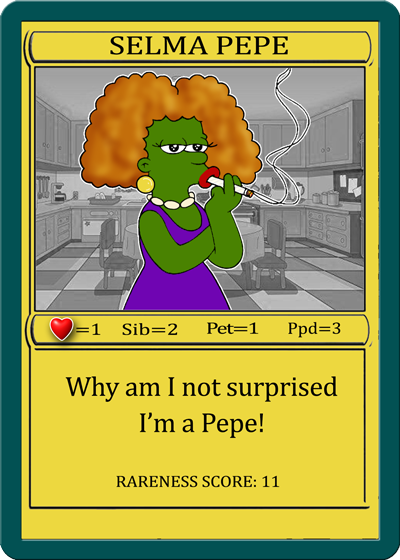 SELMA PEPE
=1 Sib=2 Pet=1 Ppd=3
Why am I not surprised
I’m a Pepe!
RARENESS SCORE: 11